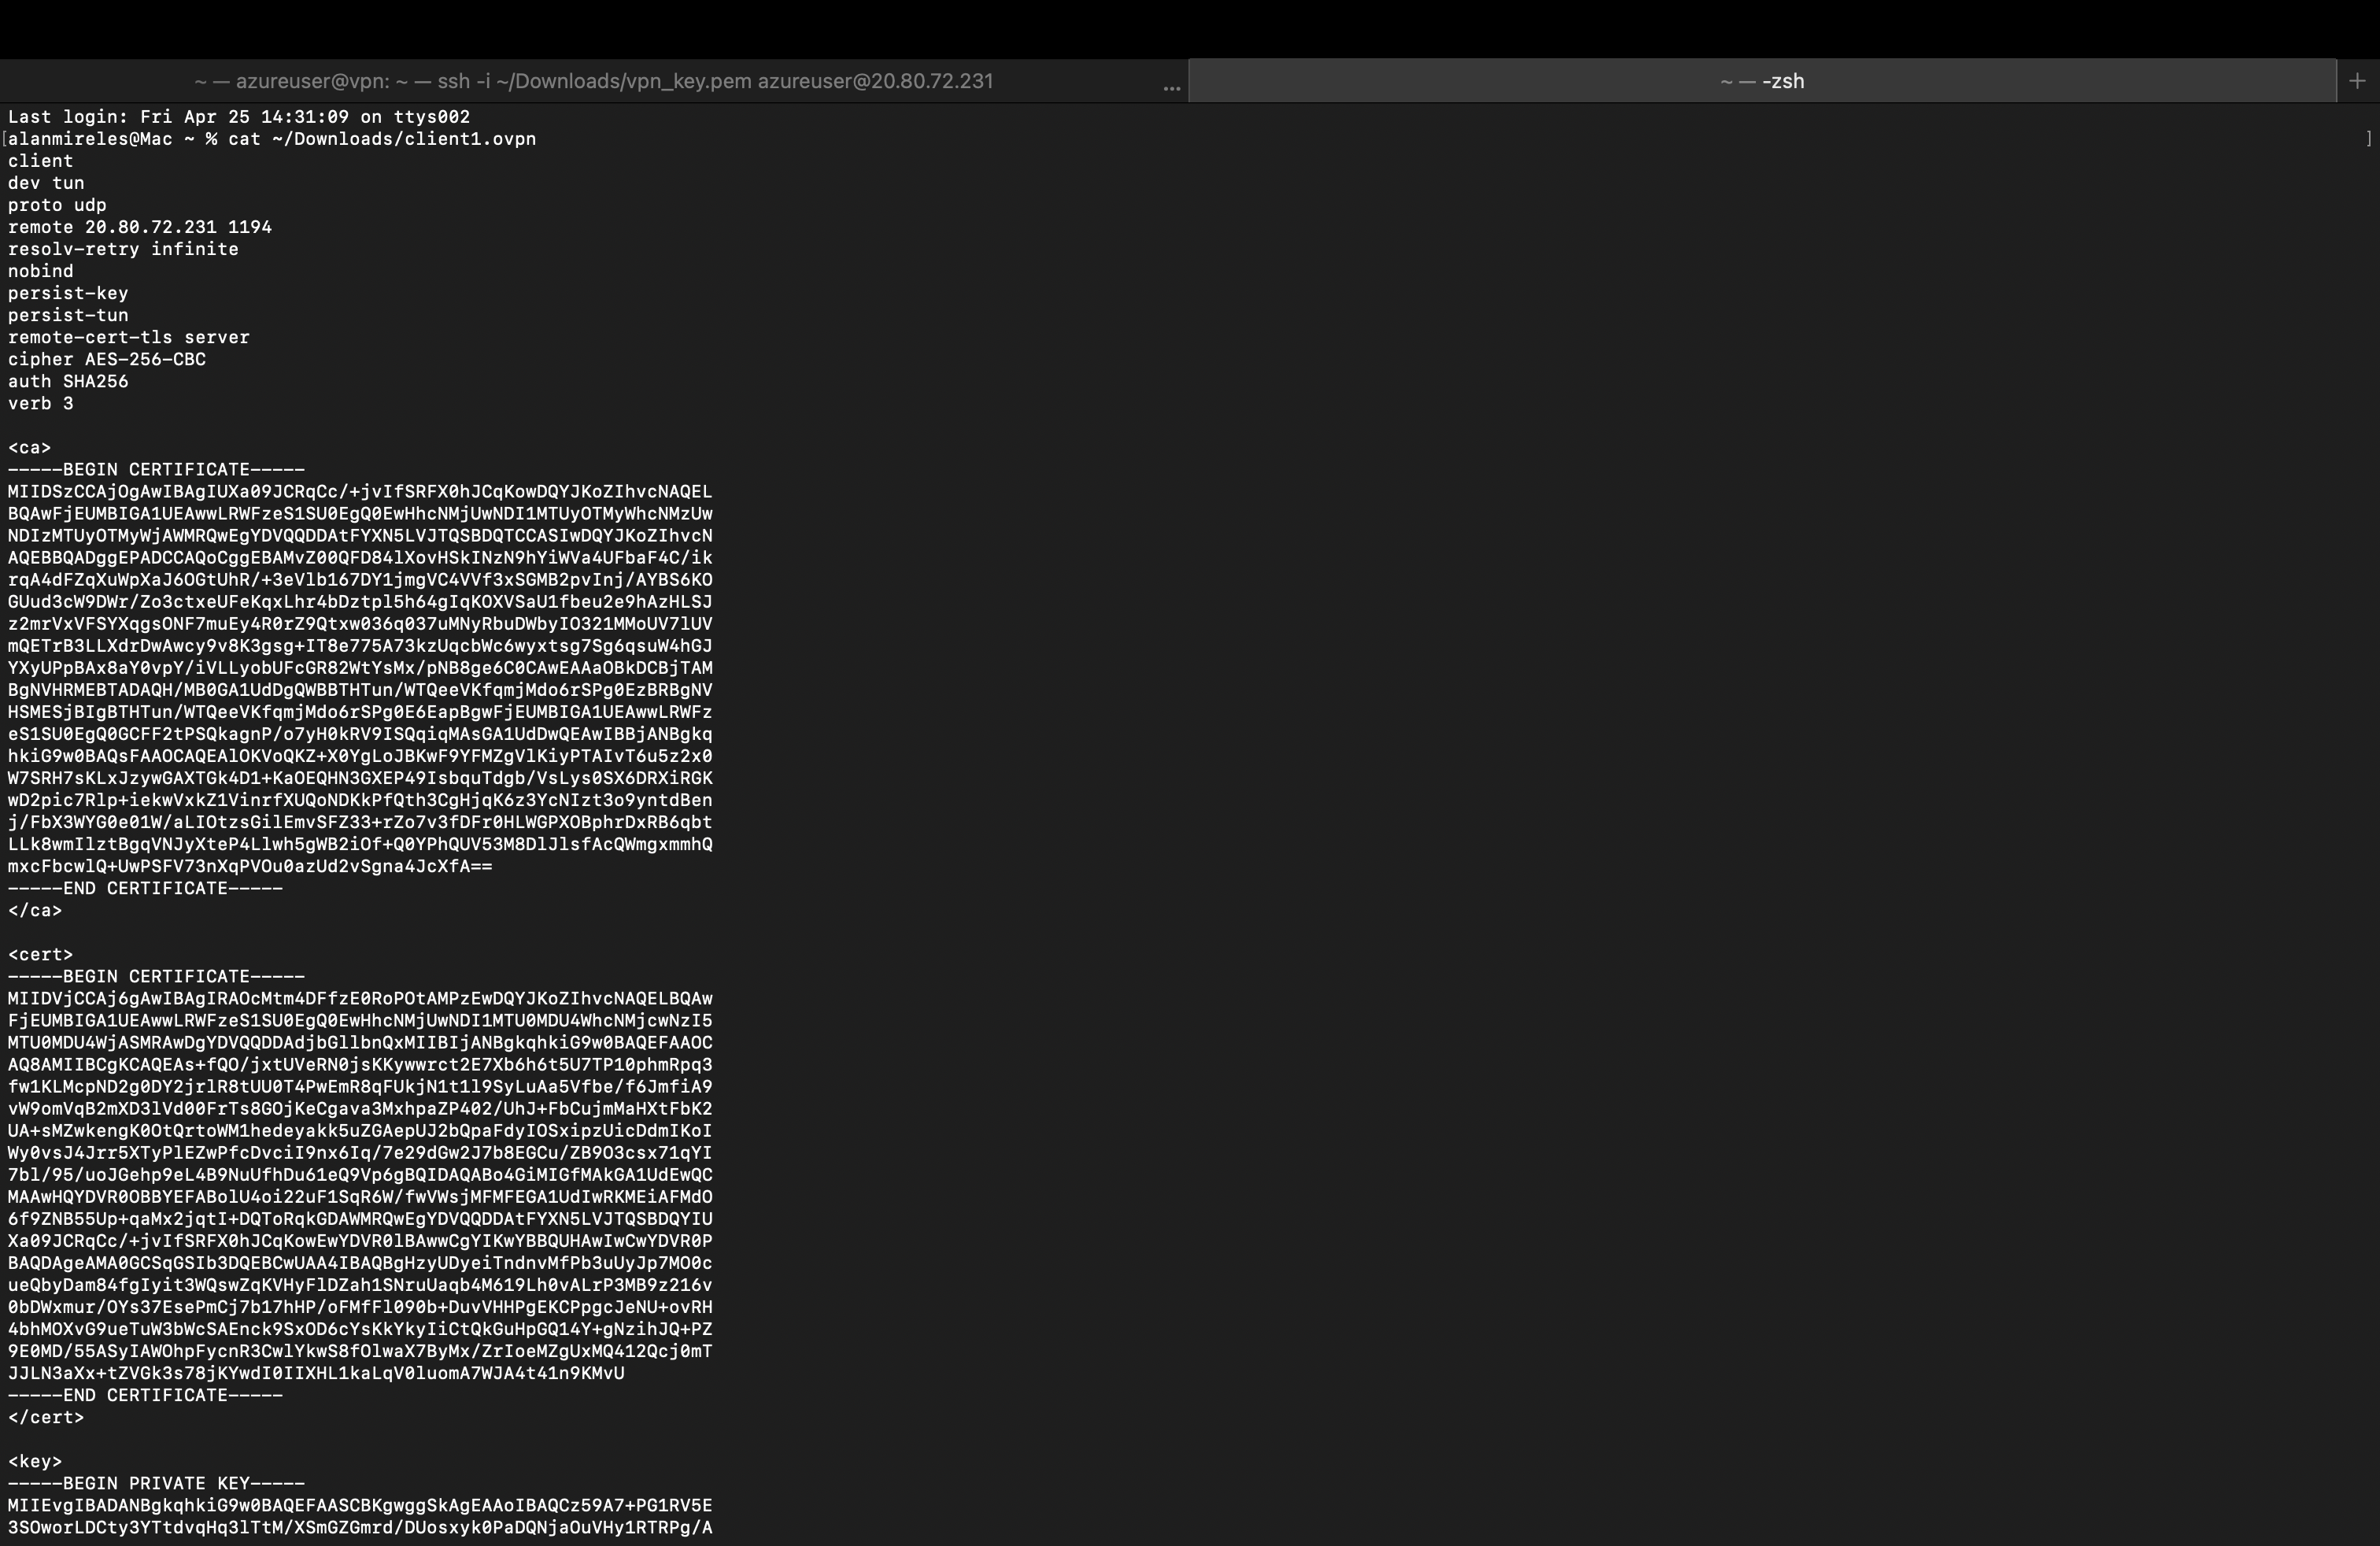 ~ — azureuser@vpn: ~ — ssh -i ~/Downloads/vpn_key.pem azureuser@20.80.72.231 ...
~ — -zsh
+
Last login: Fri Apr 25 14:31:09 on ttys002
[alanmireles@Mac ~ % cat ~/Downloads/client1.ovpn ]
client
dev tun
proto udp
remote 20.80.72.231 1194
resolv-retry infinite
nobind
persist-key
persist-tun
remote-cert-tls server
cipher AES-256-CBC
auth SHA256
verb 3
<ca>
-----BEGIN CERTIFICATE-----
MIIDSzCCAjOgAwIBAgIUXa09JCRqCc/+jvIfSRFX0hJCqKowDQYJKoZIhvcNAQEL
BQAwFjEUMBIGA1UEAwwLRWFzeS1SU0EgQ0EwHhcNMjUwNDI1MTUyOTMyWhcNMzUw
NDIzMTUyOTMyWjAWMRQwEgYDVQQDDAtFYXN5LVJTQSBDQTCCASIwDQYJKoZIhvcN
AQEBBQADggEPADCCAQoCggEBAMvZ00QFD84lXovHSkINzN9hYiWVa4UFbaF4C/ik
rqA4dFZqXuWpXaJ6OGtUhR/+3eVlb167DY1jmgVC4VVf3xSGMB2pvInj/AYBS6KO
GUud3cW9DWr/Zo3ctxeUFeKqxLhr4bDztpl5h64gIqKOXVSaU1fbeu2e9hAzHLSJ
z2mrVxVFSYXqgsONF7muEy4R0rZ9Qtxw036q037uMNyRbuDWbyIO321MMoUV7lUV
mQETrB3LLXdrDwAwcy9v8K3gsg+IT8e775A73kzUqcbWc6wyxtsg7Sg6qsuW4hGJ
YXyUPpBAx8aY0vpY/iVLLyobUFcGR82WtYsMx/pNB8ge6C0CAwEAAaOBkDCBjTAM
BgNVHRMEBTADAQH/MB0GA1UdDgQWBBTHTun/WTQeeVKfqmjMdo6rSPg0EzBRBgNV
HSMESjBIgBTHTun/WTQeeVKfqmjMdo6rSPg0E6EapBgwFjEUMBIGA1UEAwwLRWFz
eS1SU0EgQ0GCFF2tPSQkagnP/o7yH0kRV9ISQqiqMAsGA1UdDwQEAwIBBjANBgkq
hkiG9w0BAQsFAAOCAQEAlOKVoQKZ+X0YgLoJBKwF9YFMZgVlKiyPTAIvT6u5z2x0
W7SRH7sKLxJzywGAXTGk4D1+KaOEQHN3GXEP49IsbquTdgb/VsLys0SX6DRXiRGK
wD2pic7Rlp+iekwVxkZ1VinrfXUQoNDKkPfQth3CgHjqK6z3YcNIzt3o9yntdBen
j/FbX3WYG0e01W/aLIOtzsGilEmvSFZ33+rZo7v3fDFr0HLWGPXOBphrDxRB6qbt
LLk8wmIlztBgqVNJyXteP4Llwh5gWB2iOf+Q0YPhQUV53M8DlJlsfAcQWmgxmmhQ
mxcFbcwlQ+UwPSFV73nXqPVOu0azUd2vSgna4JcXfA==
-----END CERTIFICATE-----
</ca>
<cert>
-----BEGIN CERTIFICATE-----
MIIDVjCCAj6gAwIBAgIRAOcMtm4DFfzE0RoPOtAMPzEwDQYJKoZIhvcNAQELBQAw
FjEUMBIGA1UEAwwLRWFzeS1SU0EgQ0EwHhcNMjUwNDI1MTU0MDU4WhcNMjcwNzI5
MTU0MDU4WjASMRAwDgYDVQQDDAdjbGllbnQxMIIBIjANBgkqhkiG9w0BAQEFAAOC
AQ8AMIIBCgKCAQEAs+fQO/jxtUVeRN0jsKKywwrct2E7Xb6h6t5U7TP10phmRpq3
fw1KLMcpND2g0DY2jrlR8tUU0T4PwEmR8qFUkjN1t1l9SyLuAa5Vfbe/f6JmfiA9
vW9omVqB2mXD3lVd00FrTs8GOjKeCgava3MxhpaZP402/UhJ+FbCujmMaHXtFbK2
UA+sMZwkengK0OtQrtoWM1hedeyakk5uZGAepUJ2bQpaFdyIOSxipzUicDdmIKoI
Wy0vsJ4Jrr5XTyPlEZwPfcDvciI9nx6Iq/7e29dGw2J7b8EGCu/ZB9O3csx71qYI
7bl/95/uoJGehp9eL4B9NuUfhDu61eQ9Vp6gBQIDAQABo4GiMIGfMAkGA1UdEwQC
MAAwHQYDVR0OBBYEFABolU4oi22uF1SqR6W/fwVWsjMFMFEGA1UdIwRKMEiAFMdO
6f9ZNB55Up+qaMx2jqtI+DQToRqkGDAWMRQwEgYDVQQDDAtFYXN5LVJTQSBDQYIU
Xa09JCRqCc/+jvIfSRFX0hJCqKowEwYDVR0lBAwwCgYIKwYBBQUHAwIwCwYDVR0P
BAQDAgeAMA0GCSqGSIb3DQEBCwUAA4IBAQBgHzyUDyeiTndnvMfPb3uUyJp7MO0c
ueQbyDam84fgIyit3WQswZqKVHyFlDZah1SNruUaqb4M619Lh0vALrP3MB9z216v
0bDWxmur/OYs37EsePmCj7b17hHP/oFMfFl090b+DuvVHHPgEKCPpgcJeNU+ovRH
4bhMOXvG9ueTuW3bWcSAEnck9SxOD6cYsKkYkyIiCtQkGuHpGQ14Y+gNzihJQ+PZ
9E0MD/55ASyIAWOhpFycnR3CwlYkwS8fOlwaX7ByMx/ZrIoeMZgUxMQ412Qcj0mT
JJLN3aXx+tZVGk3s78jKYwdI0IIXHL1kaLqV0luomA7WJA4t41n9KMvU
-----END CERTIFICATE-----
</cert>
<key>
-----BEGIN PRIVATE KEY-----
MIIEvgIBADANBgkqhkiG9w0BAQEFAASCBKgwggSkAgEAAoIBAQCz59A7+PG1RV5E
3SOworLDCty3YTtdvqHq3lTtM/XSmGZGmrd/DUosxyk0PaDQNjaOuVHy1RTRPg/A